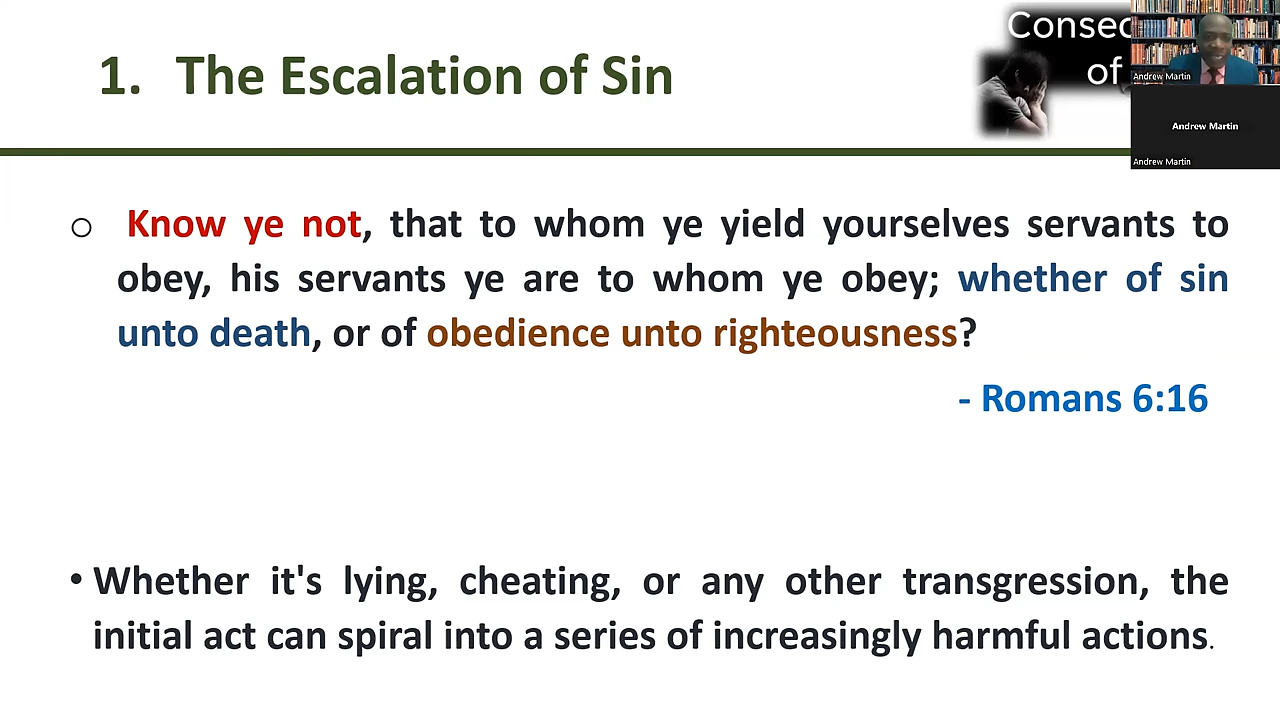 1. The Escalation of Sin
Consec
of
Andrew Martin
Andrew Martin
Andrew Martin
o Know ye not, that to whom ye yield yourselves servants to
obey, his servants ye are to whom ye obey; whether of sin
unto death, or of obedience unto righteousness?
- Romans 6:16
• Whether it's lying, cheating, or any other transgression, the
initial act can spiral into a series of increasingly harmful actions.